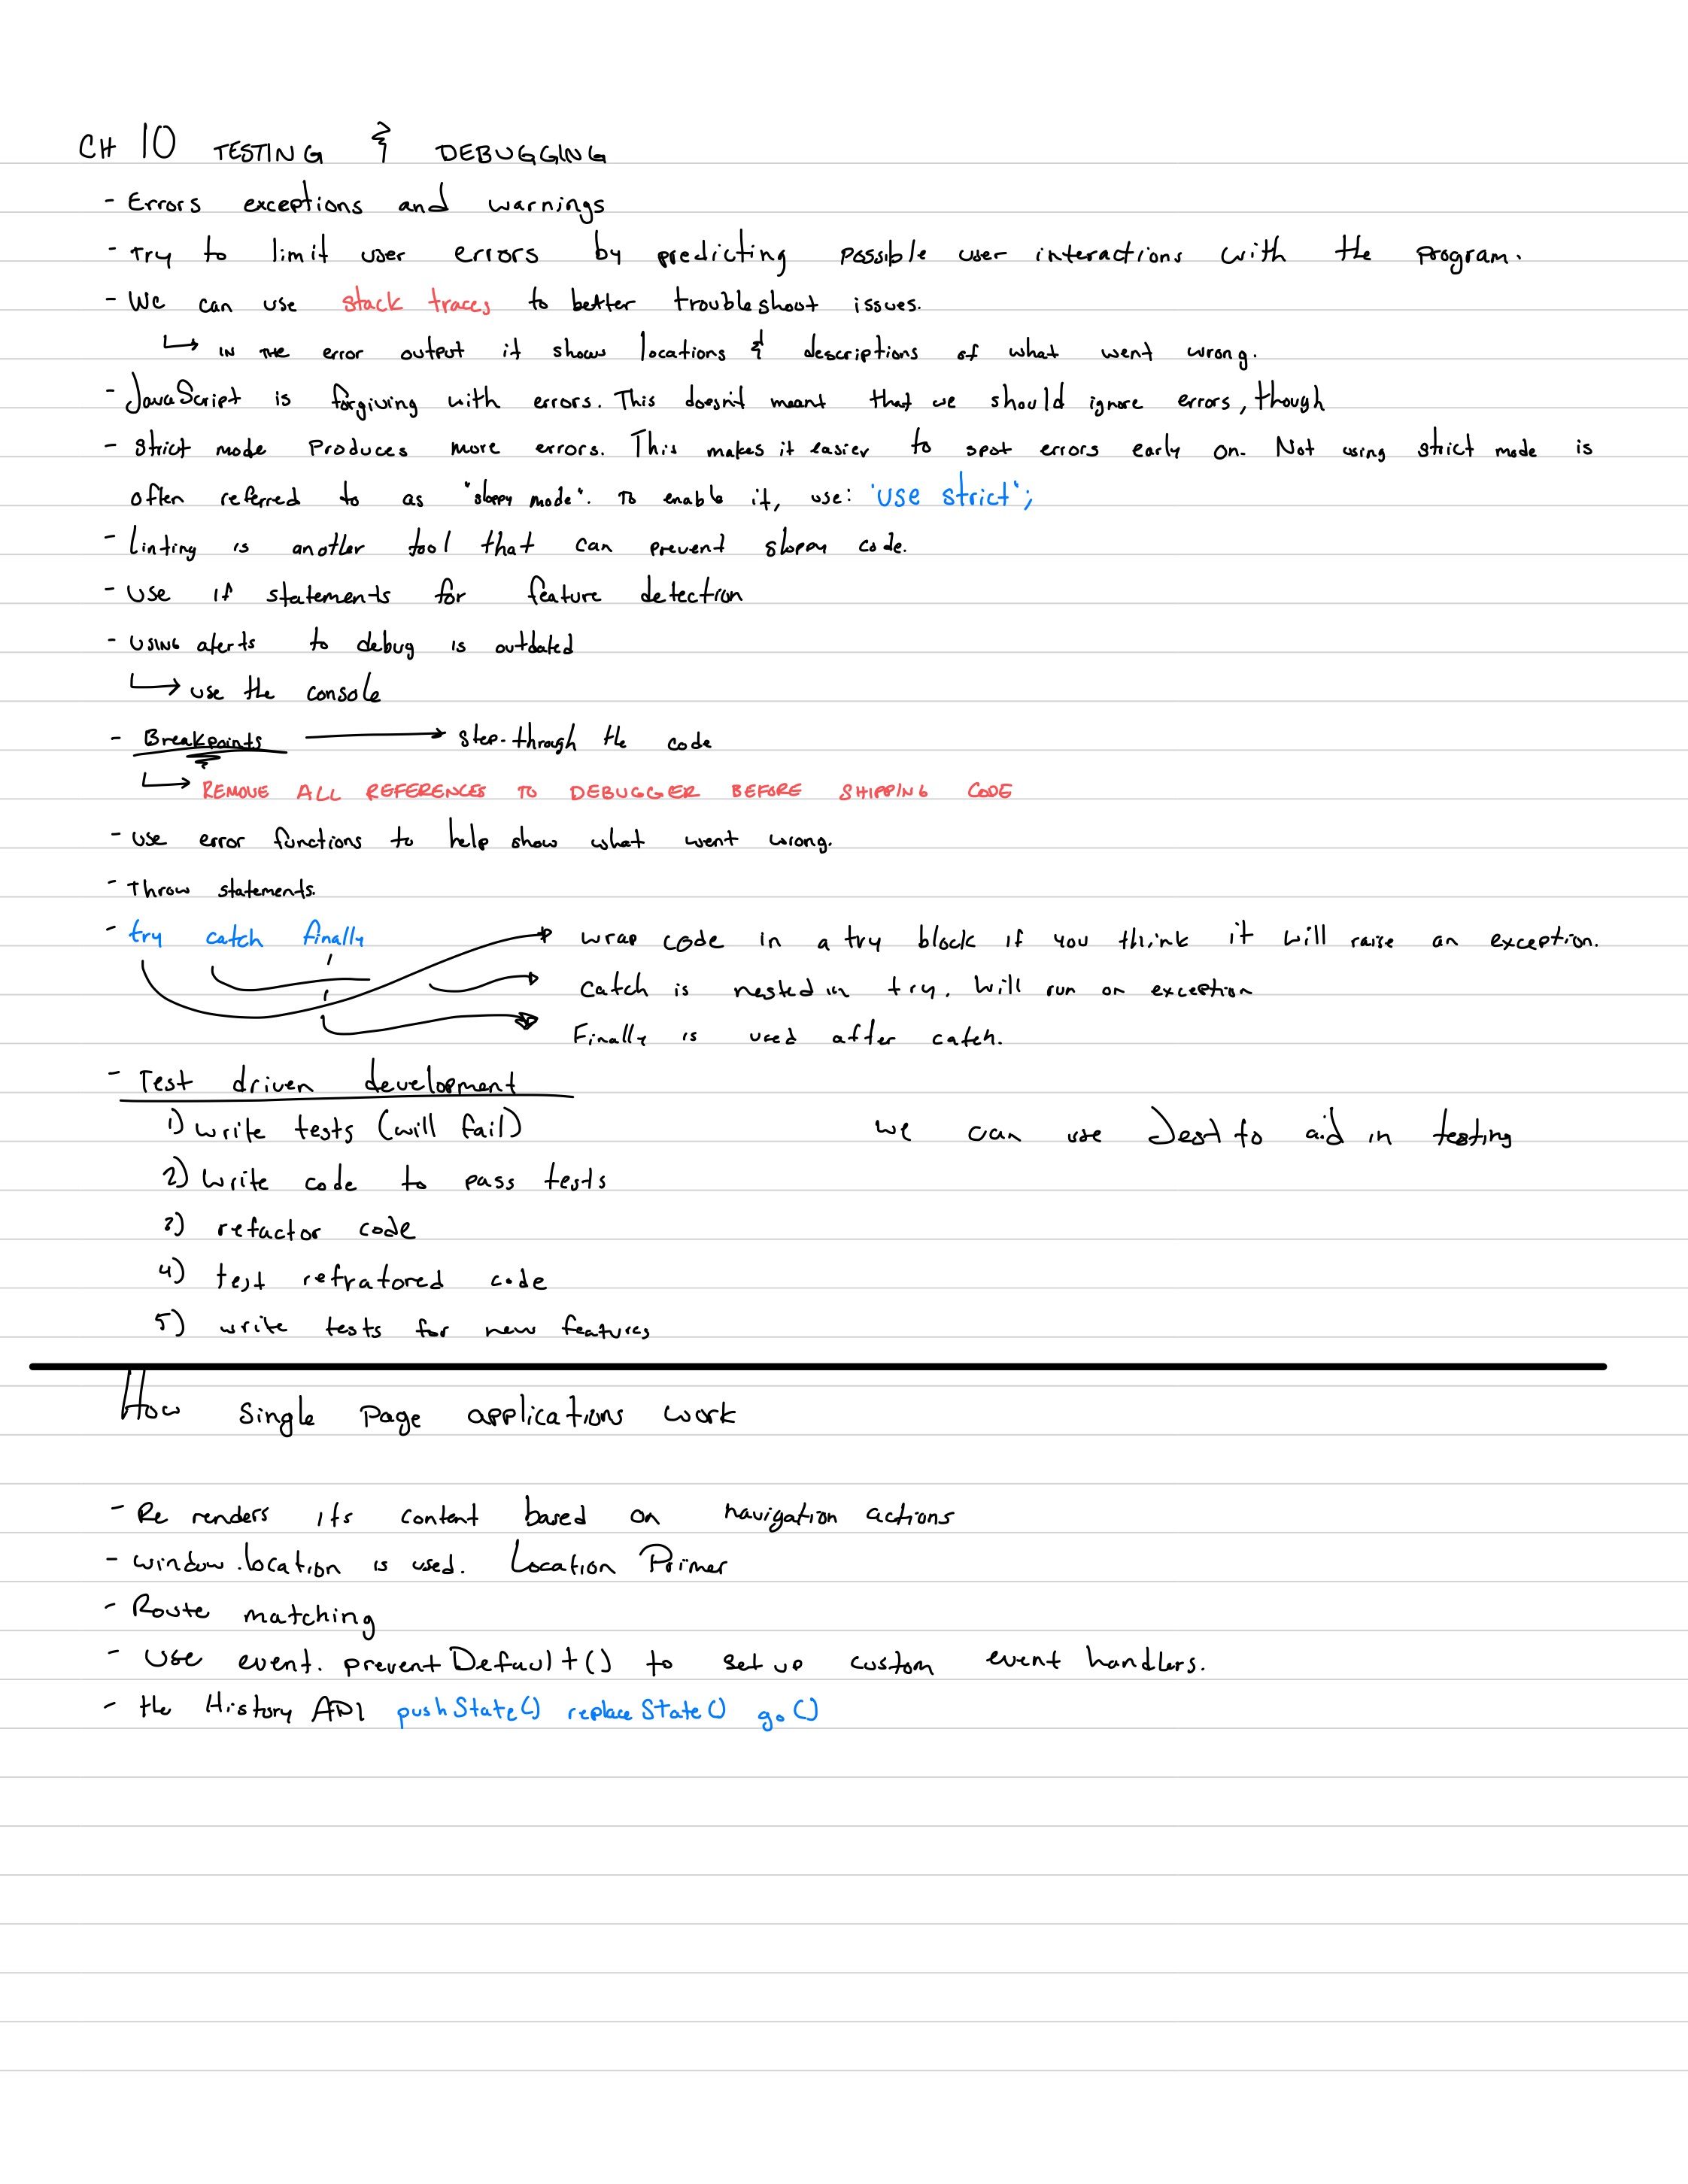 CH 10 TESTING & DEBUGGING
- Errors exceptions and warnings
- Try to limit user errors by predicting possible user interactions with the program.
- We can use stack traces to better troubleshoot issues.
↳ IN THE error output it shows locations & descriptions of what went wrong.
- JavaScript is forgiving with errors. This doesn't meant that we should ignore errors, though
- Strict mode produces more errors. This makes it easier to spot errors early on. Not using strict mode is
often referred to as "sloppy mode". To enable it, use: 'use strict';
- Linting is another tool that can prevent sloppy code.
- Use if statements for feature detection
- USING alerts to debug is outdated
↳ use the console
- Breakpoints → Step-through the code
↳ REMOVE ALL REFERENCES TO DEBUGGER BEFORE SHIPPING CODE
- Use error functions to help show what went wrong.
- Throw statements.
- try catch finally → wrap code in a try block if you think it will raise an exception.
Catch is nested in try. Will run on exception
Finally is used after catch.
- Test driven development
1) Write tests (will fail) We can use Jest to aid in testing
2) Write code to pass tests
3) refactor code
4) test refratored code
5) write tests for new features
How Single Page applications work
- Re renders its content based on navigation actions
- window.location is used. Location Primer
- Route matching
- Use event.preventDefault() to set up custom event handlers.
- the History API pushState() replaceState() go()